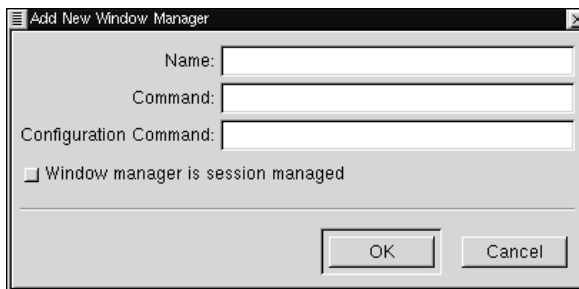 Add New Window Manager
Name:
Command:
Configuration Command:
Window manager is session managed
OK
Cancel